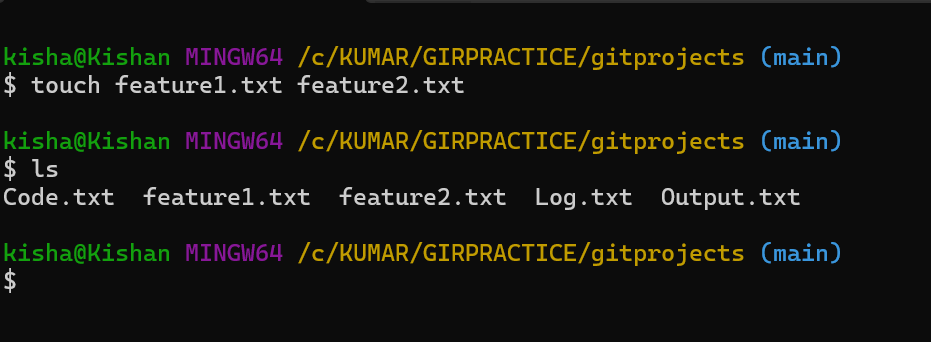 kisha@Kishan MINGW64 /c/KUMAR/GIRPRACTICE/gitprojects (main)
$ touch feature1.txt feature2.txt
kisha@Kishan MINGW64 /c/KUMAR/GIRPRACTICE/gitprojects (main)
$ ls
Code.txt  feature1.txt  feature2.txt  Log.txt  Output.txt
kisha@Kishan MINGW64 /c/KUMAR/GIRPRACTICE/gitprojects (main)
$